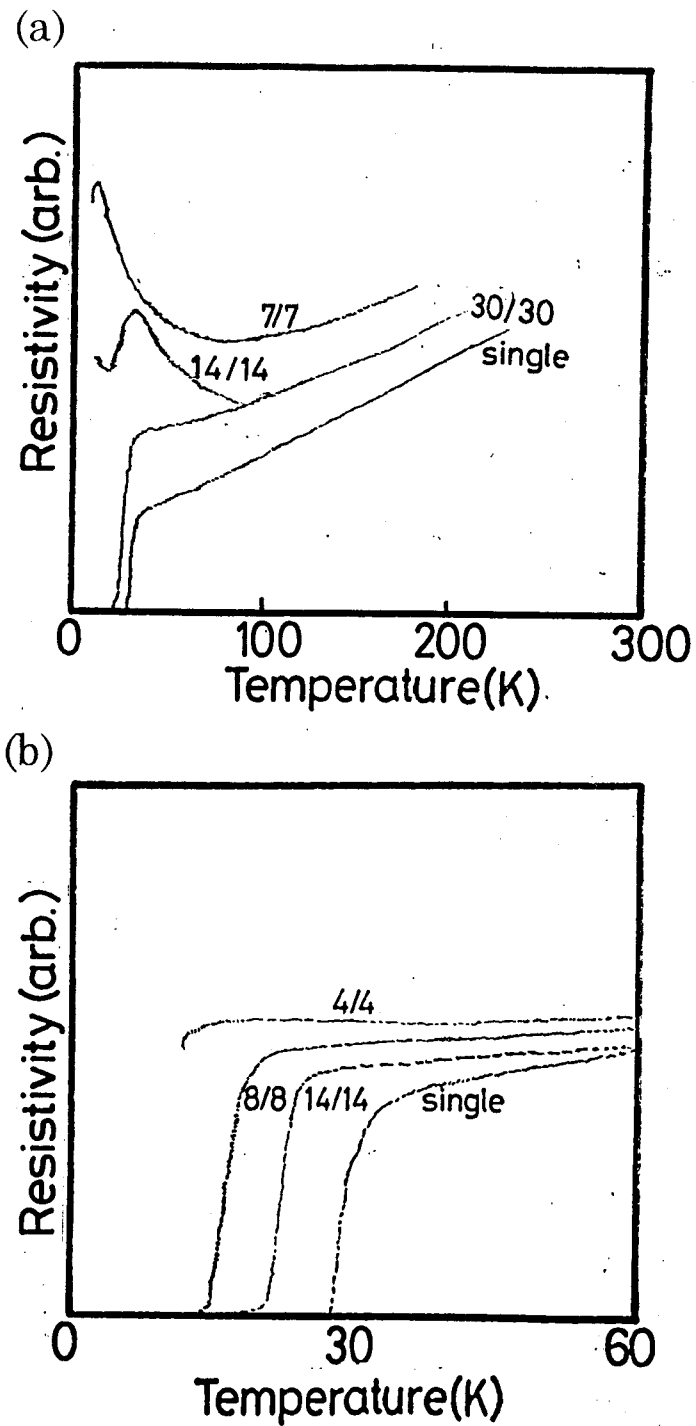 (a)
Resistivity (arb.)
7/7
14/14
30/30
single
0 100 200 300
Temperature(K)
(b)
Resistivity (arb.)
4/4
8/8 14/14 single
0 30 60
Temperature(K)